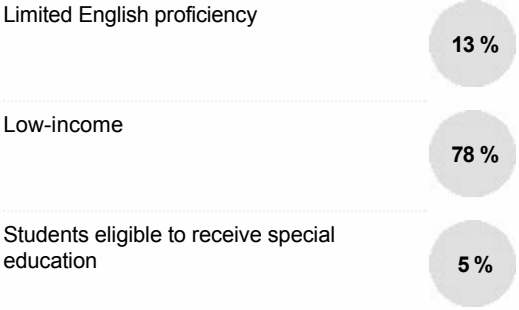 Limited English proficiency
13 %
Low-income
78 %
Students eligible to receive special
education
5 %